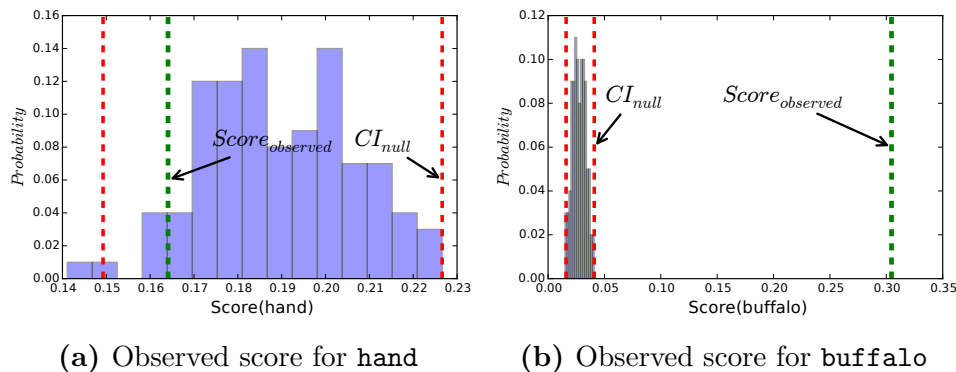 0.16
0.14
0.12
0.10
0.08
0.06
0.04
0.02
0.00
Probability
Score_observed
CI_null
0.14 0.15 0.16 0.17 0.18 0.19 0.20 0.21 0.22 0.23
Score(hand)
(a) Observed score for hand
0.12
0.10
0.08
0.06
0.04
0.02
0.00
Probability
CI_null
Score_observed
0.00 0.05 0.10 0.15 0.20 0.25 0.30 0.35
Score(buffalo)
(b) Observed score for buffalo